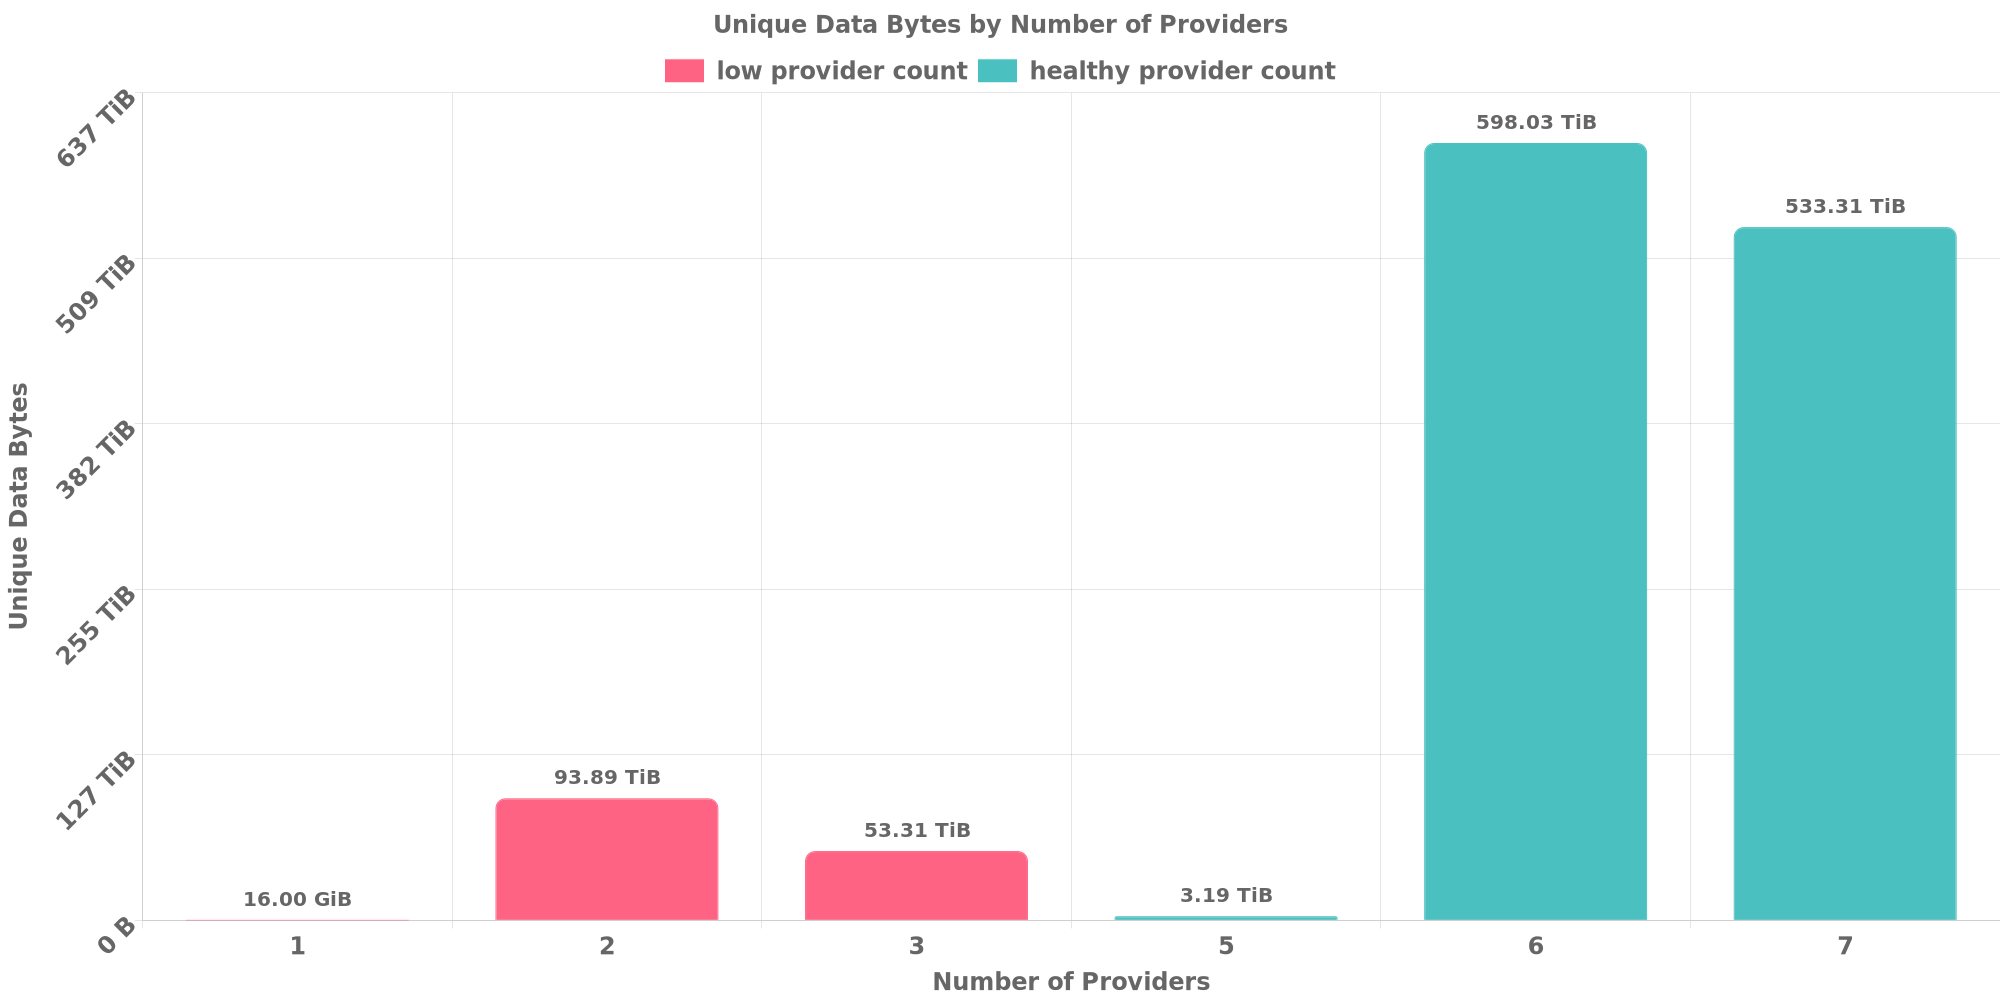 Unique Data Bytes by Number of Providers
low provider count
healthy provider count
637 TiB
509 TiB
382 TiB
255 TiB
127 TiB
0 B
Unique Data Bytes
16.00 GiB
93.89 TiB
53.31 TiB
3.19 TiB
598.03 TiB
533.31 TiB
1
2
3
5
6
7
Number of Providers